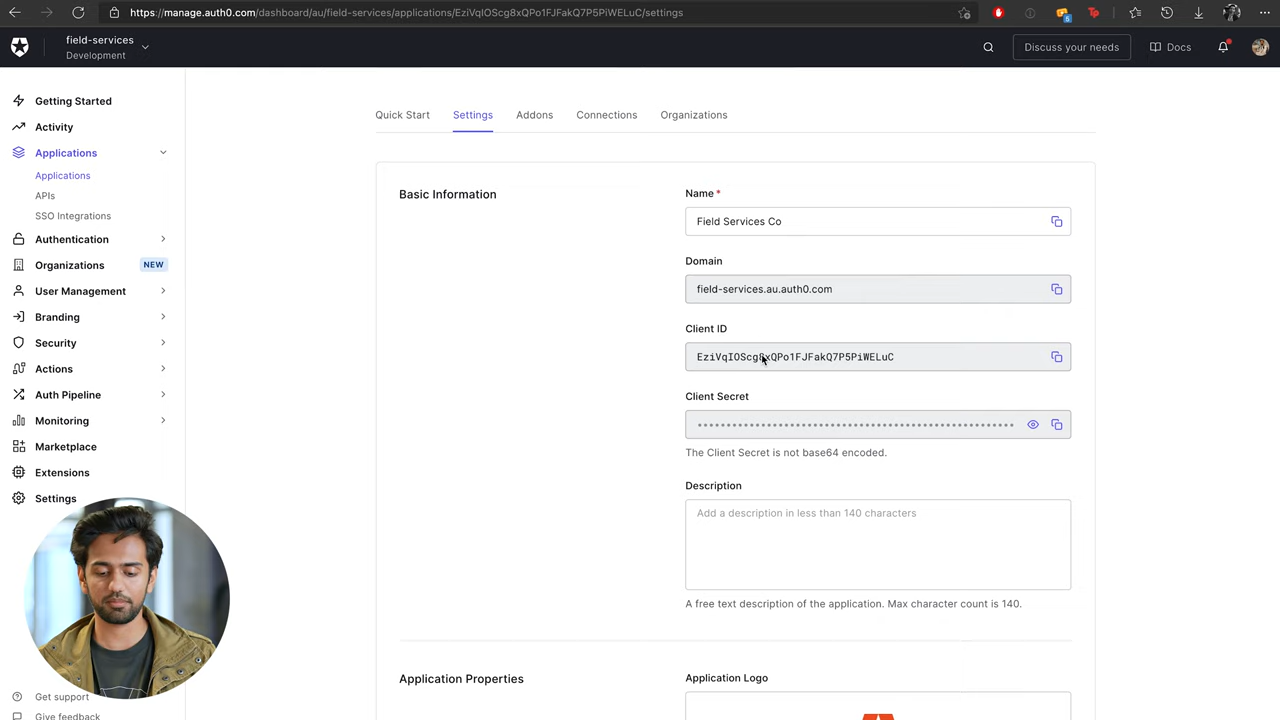 https://manage.auth0.com/dashboard/au/field-services/applications/EziVqIOScg8xQPo1FJFakQ7P5PiWELuC/settings
5
Tp
field-services
Development
Discuss your needs
Docs
Getting Started
Activity
Applications
Applications
APIs
SSO Integrations
Authentication
Organizations NEW
User Management
Branding
Security
Actions
Auth Pipeline
Monitoring
Marketplace
Extensions
Settings
Get support
Give feedback
Quick Start Settings Addons Connections Organizations
Basic Information
Name *
Field Services Co
Domain
field-services.au.auth0.com
Client ID
EziVqIOScg8xQPo1FJFakQ7P5PiWELuC
Client Secret
The Client Secret is not base64 encoded.
Description
Add a description in less than 140 characters
A free text description of the application. Max character count is 140.
Application Properties
Application Logo